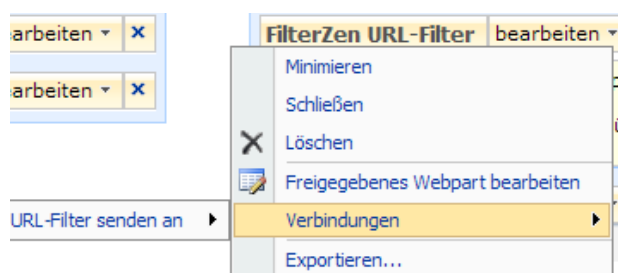 arbeiten
FilterZen URL-Filter bearbeiten
Minimieren
arbeiten
Schließen
Löschen
Freigegebenes Webpart bearbeiten
URL-Filter senden an
Verbindungen
Exportieren...